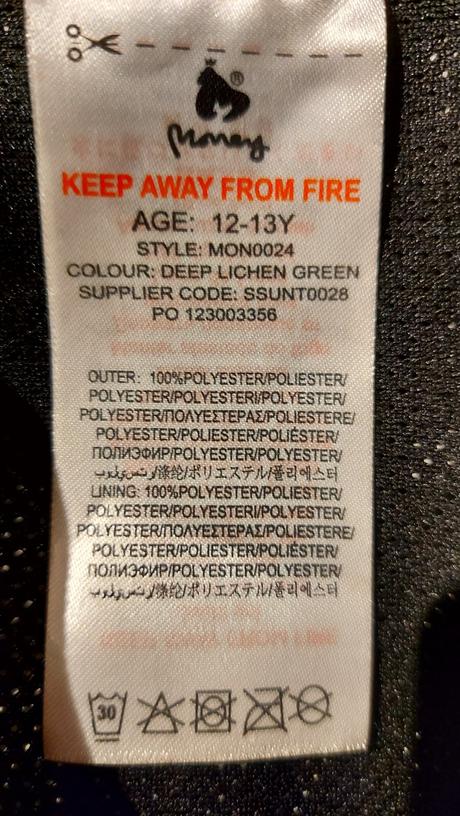 ®
Money
KEEP AWAY FROM FIRE
AGE: 12-13Y
STYLE: MON0024
COLOUR: DEEP LICHEN GREEN
SUPPLIER CODE: SSUNT0028
PO 123003356
OUTER: 100%POLYESTER/POLIESTER/
POLYESTER/POLYESTERI/POLYESTER/
POLYESTER/ΠΟΛΥΕΣΤΕΡΑΣ/POLIESTERE/
POLYESTER/POLIESTER/POLIÉSTER/
ПОЛИЭФИР/POLYESTER/POLYESTER/
بوليستر/涤纶/ポリエステル/폴리에스터
LINING: 100%POLYESTER/POLIESTER/
POLYESTER/POLYESTERI/POLYESTER/
POLYESTER/ΠΟΛΥΕΣΤΕΡΑΣ/POLIESTERE/
POLYESTER/POLIESTER/POLIÉSTER/
ПОЛИЭФИР/POLYESTER/POLYESTER/
بوليستر/涤纶/ポリエステル/폴리에스터
30